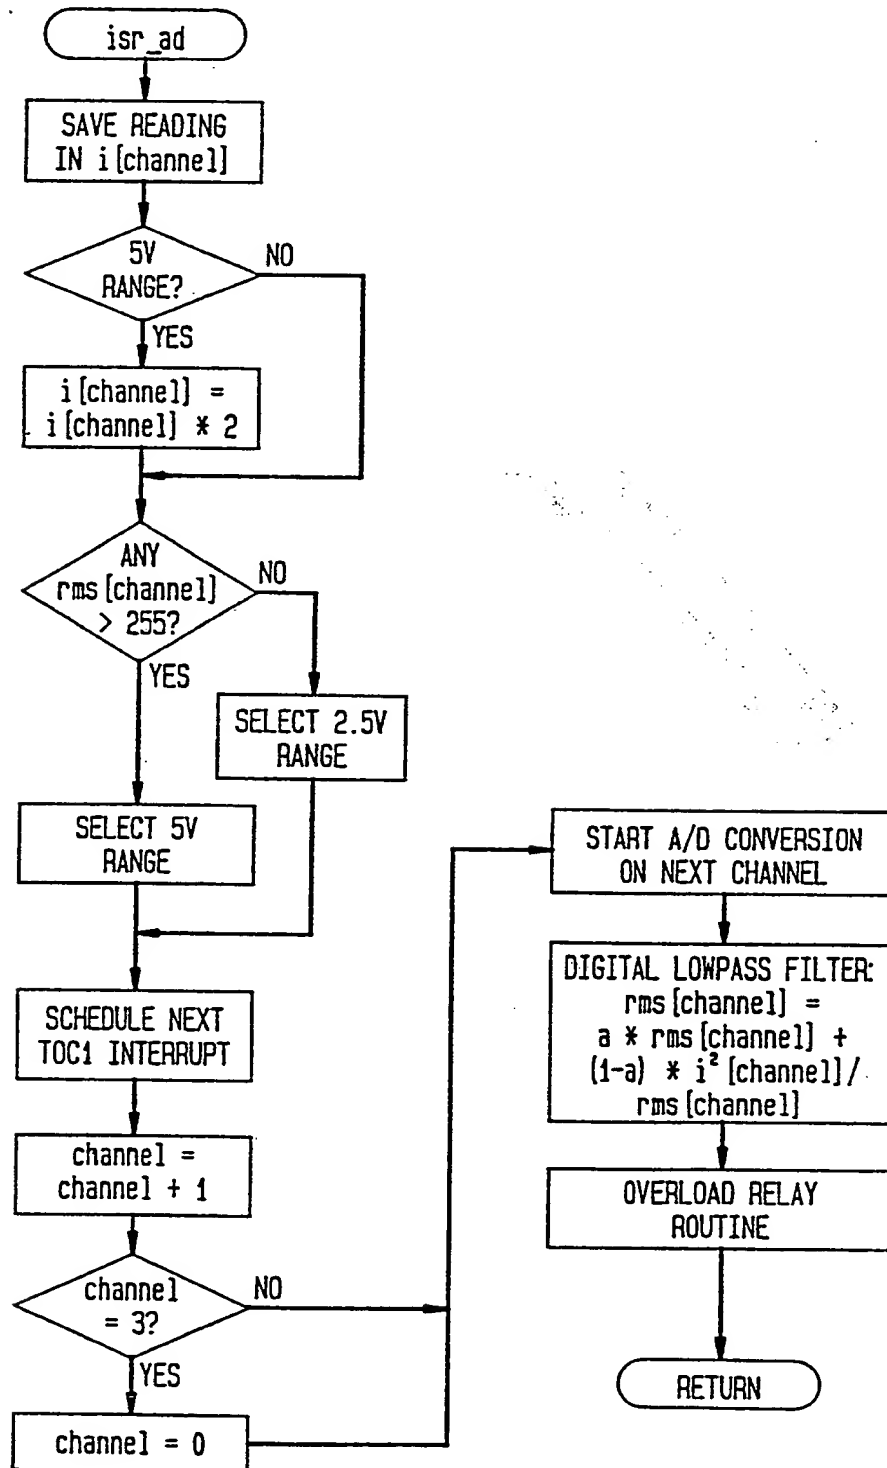 isr_ad
SAVE READING
IN i[channel]
5V
RANGE?
NO
YES
i[channel] =
i[channel] * 2
ANY
rms[channel]
> 255?
NO
YES
SELECT 2.5V
RANGE
SELECT 5V
RANGE
SCHEDULE NEXT
TOC1 INTERRUPT
channel =
channel + 1
channel
= 3?
NO
YES
channel = 0
START A/D CONVERSION
ON NEXT CHANNEL
DIGITAL LOWPASS FILTER:
rms[channel] =
a * rms[channel] +
(1-a) * i²[channel]/
rms[channel]
OVERLOAD RELAY
ROUTINE
RETURN